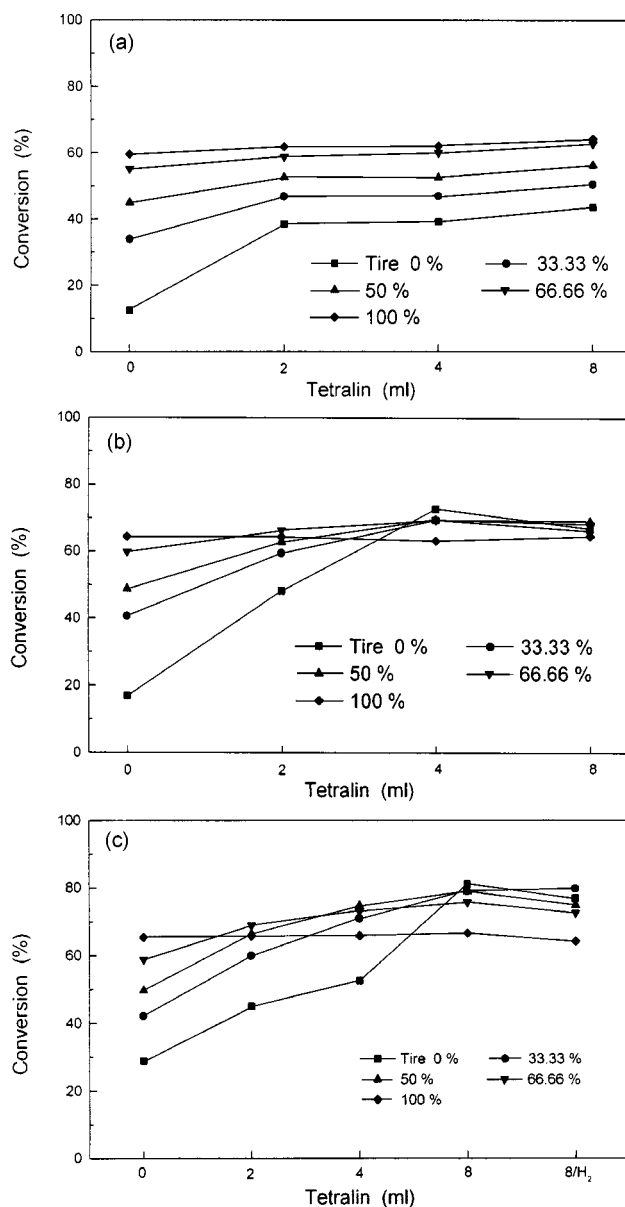 (a)
100
80
60
40
20
0
Conversion (%)
Tire 0 %
33.33 %
50 %
66.66 %
100 %
0 2 4 8
Tetralin (ml)
(b)
100
80
60
40
20
0
Conversion (%)
Tire 0 %
33.33 %
50 %
66.66 %
100 %
0 2 4 8
Tetralin (ml)
(c)
100
80
60
40
20
0
Conversion (%)
Tire 0 %
33.33 %
50 %
66.66 %
100 %
0 2 4 8 8/H₂
Tetralin (ml)